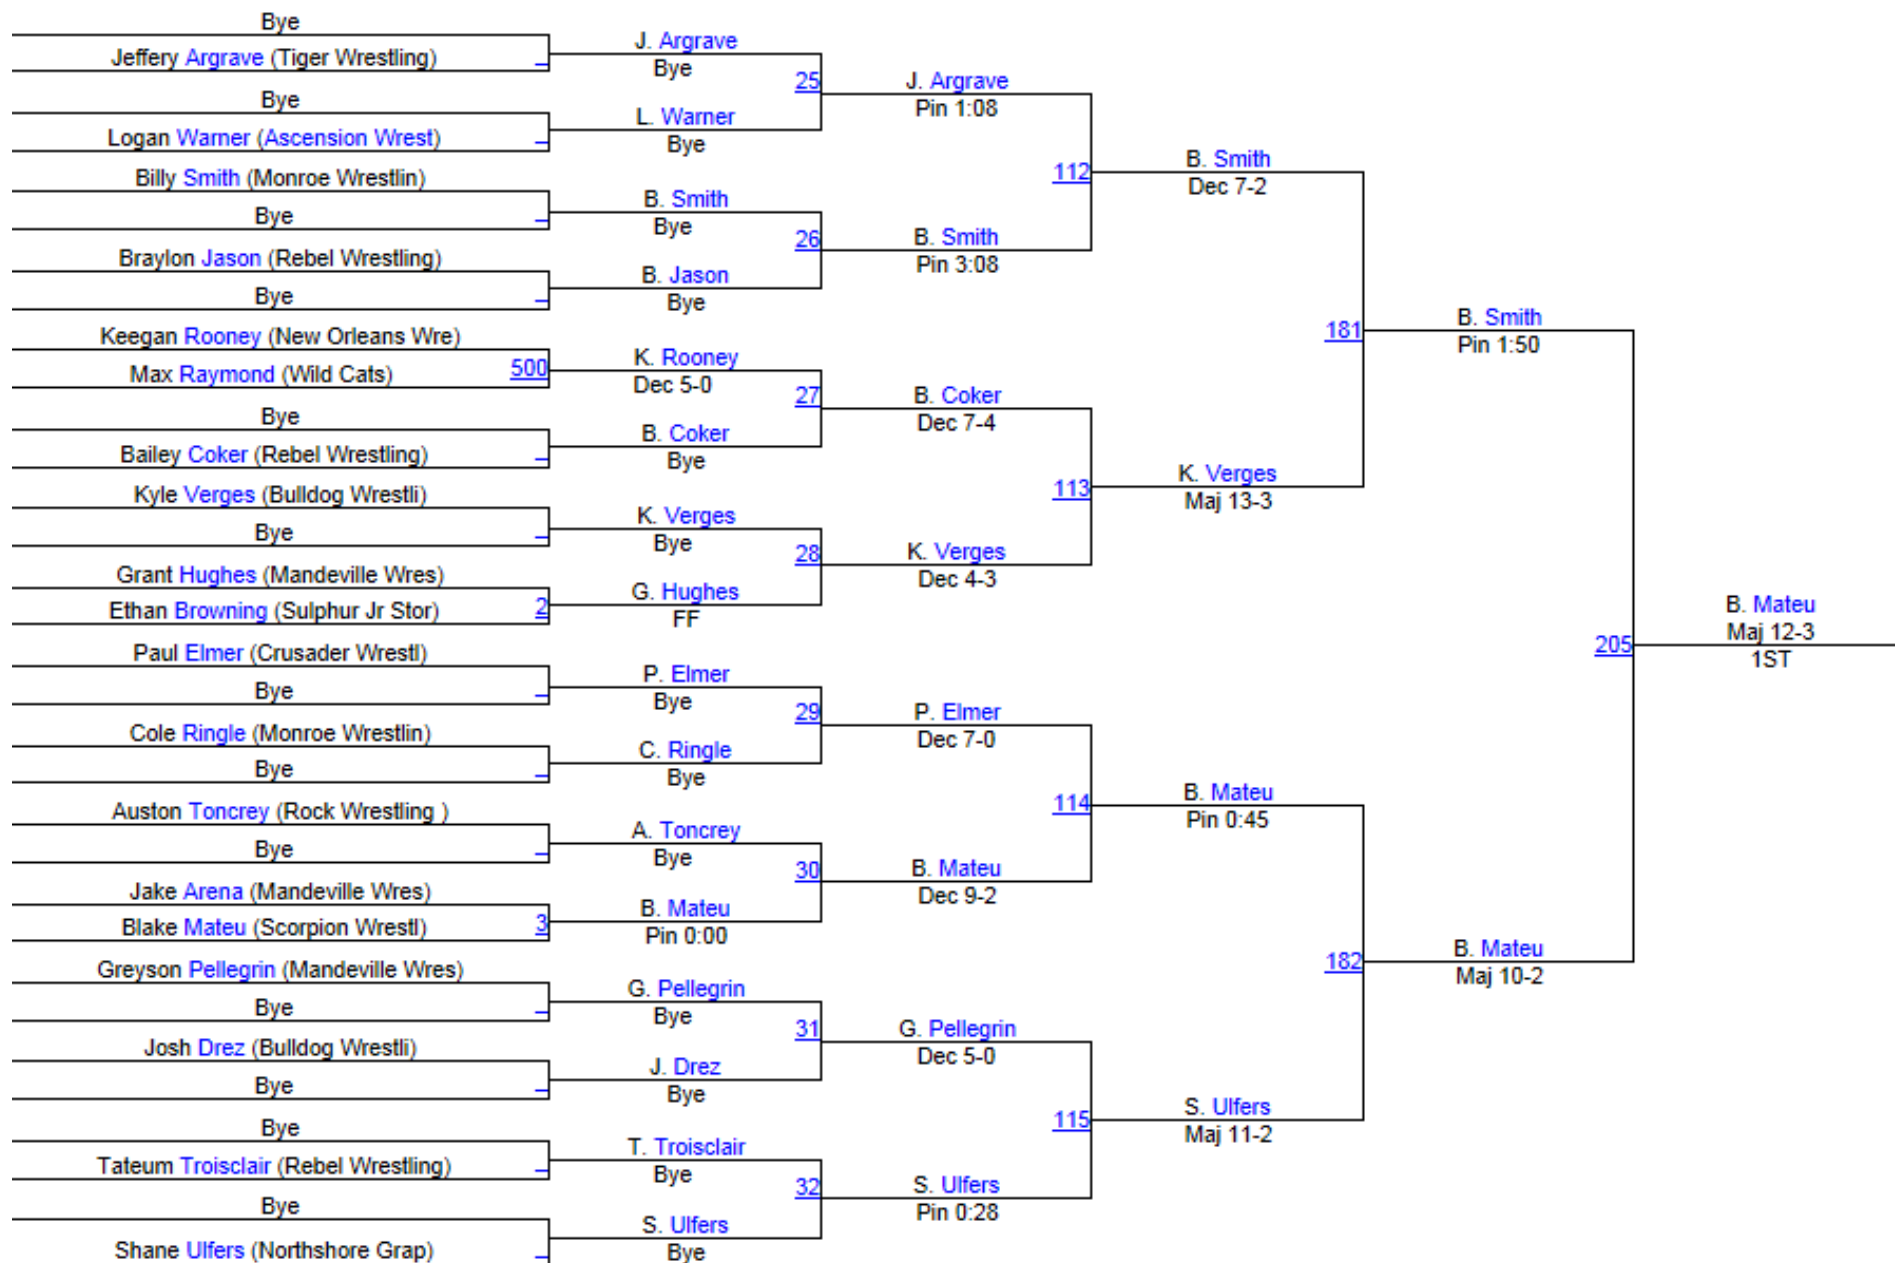 Bye
Jeffery Argrave (Tiger Wrestling)
Bye
Logan Warner (Ascension Wrest)
Billy Smith (Monroe Wrestlin)
Bye
Braylon Jason (Rebel Wrestling)
Bye
Keegan Rooney (New Orleans Wre)
Max Raymond (Wild Cats)
500
Bye
Bailey Coker (Rebel Wrestling)
Kyle Verges (Bulldog Wrestli)
Bye
Grant Hughes (Mandeville Wres)
Ethan Browning (Sulphur Jr Stor)
2
Paul Elmer (Crusader Wrestl)
Bye
Cole Ringle (Monroe Wrestlin)
Bye
Auston Toncrey (Rock Wrestling )
Bye
Jake Arena (Mandeville Wres)
Blake Mateu (Scorpion Wrestl)
3
Greyson Pellegrin (Mandeville Wres)
Bye
Josh Drez (Bulldog Wrestli)
Bye
Bye
Tateum Troisclair (Rebel Wrestling)
Bye
Shane Ulfers (Northshore Grap)
J. Argrave
Bye
25
L. Warner
Bye
B. Smith
Bye
26
B. Jason
Bye
K. Rooney
Dec 5-0
27
B. Coker
Bye
K. Verges
Bye
28
G. Hughes
FF
P. Elmer
Bye
29
C. Ringle
Bye
A. Toncrey
Bye
30
B. Mateu
Pin 0:00
G. Pellegrin
Bye
31
J. Drez
Bye
T. Troisclair
Bye
32
S. Ulfers
Bye
J. Argrave
Pin 1:08
112
B. Smith
Pin 3:08
B. Coker
Dec 7-4
113
K. Verges
Dec 4-3
P. Elmer
Dec 7-0
114
B. Mateu
Dec 9-2
G. Pellegrin
Dec 5-0
115
S. Ulfers
Pin 0:28
B. Smith
Dec 7-2
181
K. Verges
Maj 13-3
B. Mateu
Pin 0:45
182
S. Ulfers
Maj 11-2
B. Smith
Pin 1:50
205
B. Mateu
Maj 10-2
B. Mateu
Maj 12-3
1ST